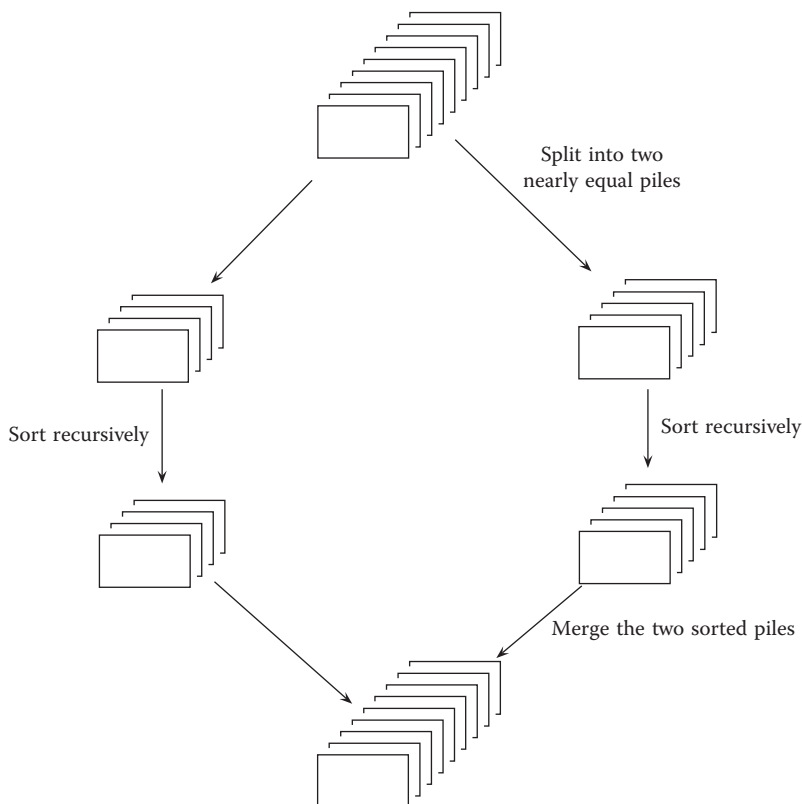 Split into two
nearly equal piles
Sort recursively
Sort recursively
Merge the two sorted piles